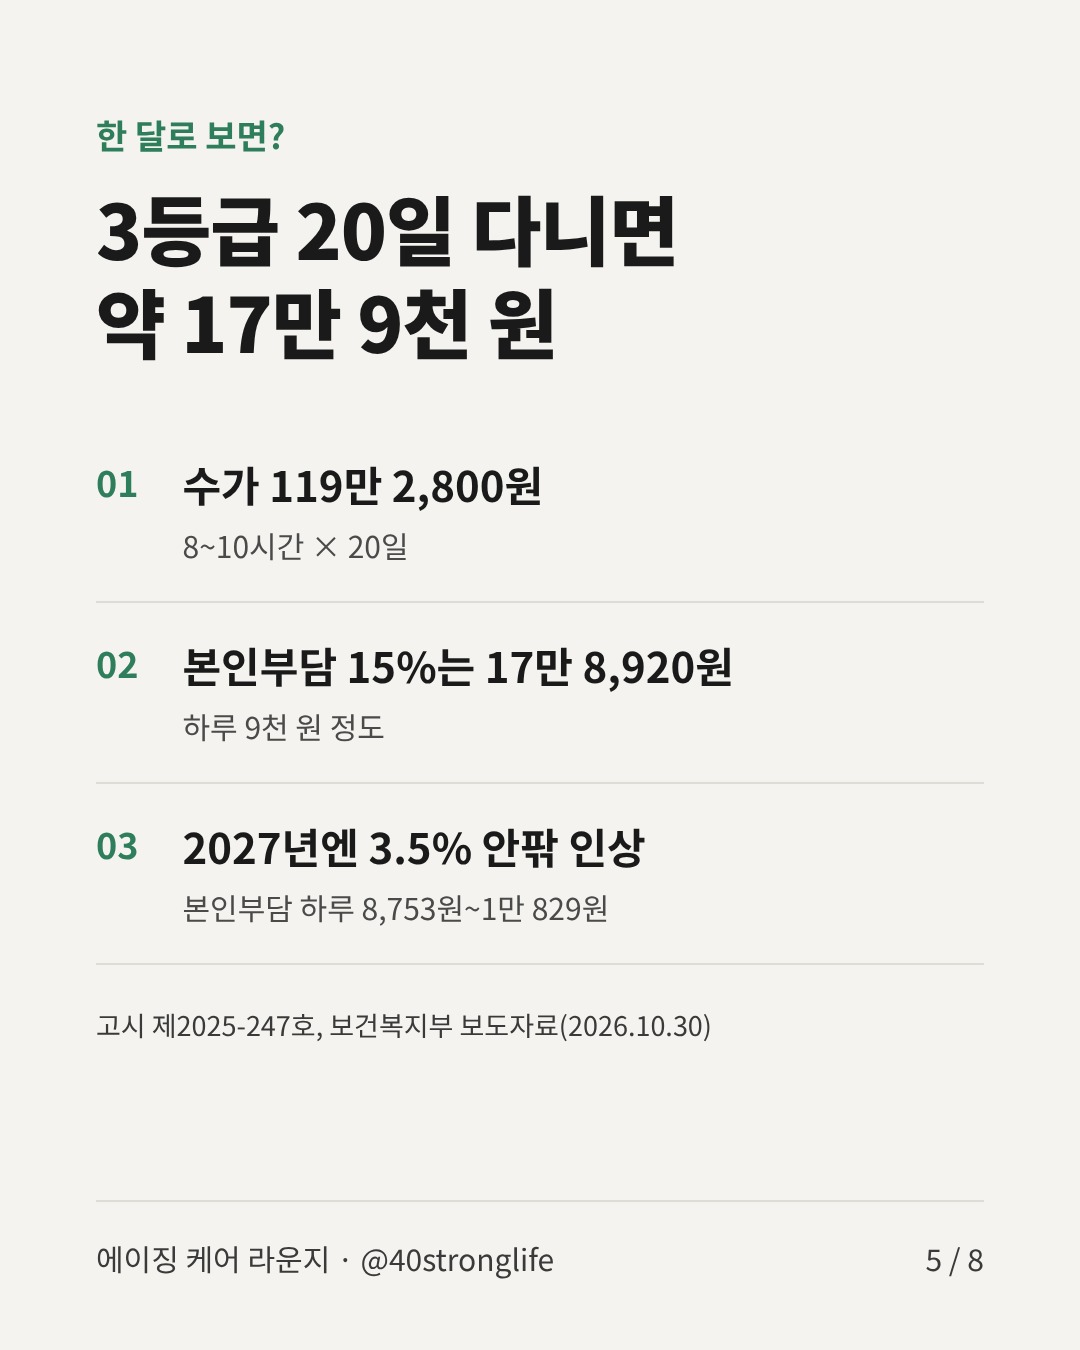 한 달로 보면?
3등급 20일 다니면
약 17만 9천 원
01 수가 119만 2,800원
8~10시간 × 20일
02 본인부담 15%는 17만 8,920원
하루 9천 원 정도
03 2027년엔 3.5% 안팎 인상
본인부담 하루 8,753원~1만 829원
고시 제2025-247호, 보건복지부 보도자료(2026.10.30)
에이징 케어 라운지 · @40stronglife
5 / 8